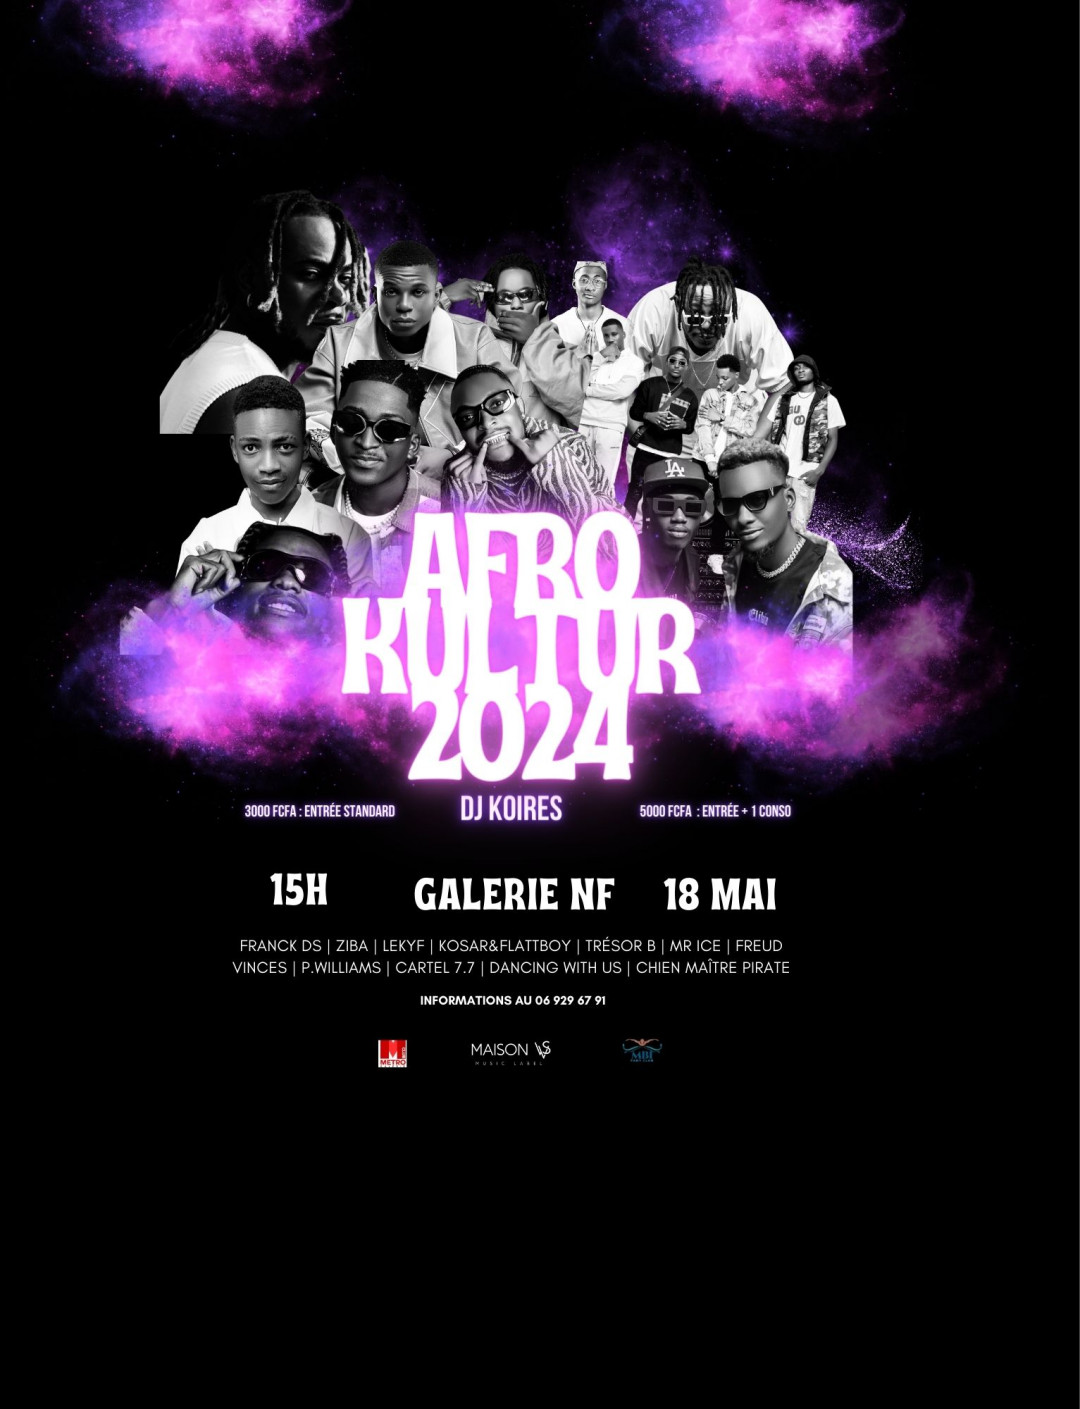 LA
GU
AFRO
KULTUR
2024
3000 FCFA : ENTRÉE STANDARD
DJ KOIRES
5000 FCFA : ENTRÉE + 1 CONSO
15H
GALERIE NF
18 MAI
FRANCK DS | ZIBA | LEKYF | KOSAR&FLATTBOY | TRÉSOR B | MR ICE | FREUD
VINCES | P.WILLIAMS | CARTEL 7.7 | DANCING WITH US | CHIEN MAÎTRE PIRATE
INFORMATIONS AU 06 929 67 91
METRO
MAISON VS
MUSIC LABEL
MBI